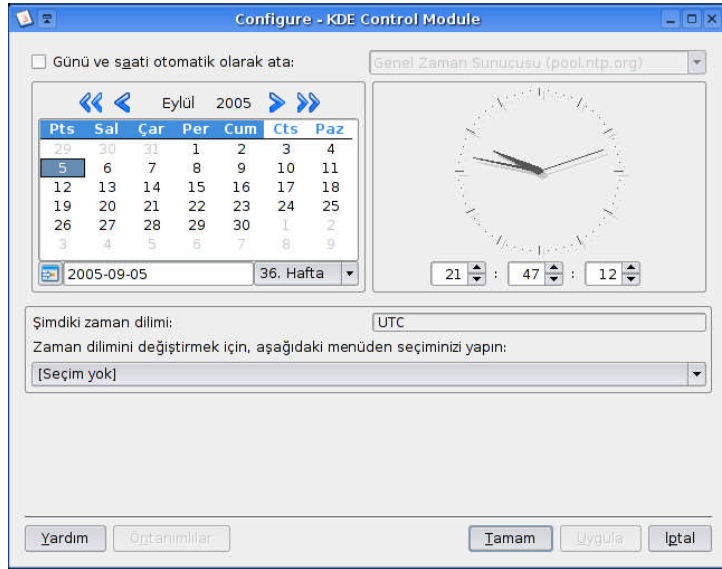 Configure - KDE Control Module
Günü ve saati otomatik olarak ata:
Genel Zaman Sunucusu (pool.ntp.org)
Eylül 2005
Pts Sal Çar Per Cum Cts Paz
29 30 31 1 2 3 4
5 6 7 8 9 10 11
12 13 14 15 16 17 18
19 20 21 22 23 24 25
26 27 28 29 30 1 2
3 4 5 6 7 8 9
2005-09-05
36. Hafta
21 : 47 : 12
Şimdiki zaman dilimi:
UTC
Zaman dilimini değiştirmek için, aşağıdaki menüden seçiminizi yapın:
[Seçim yok]
Yardım
Öntanımlılar
Tamam
Uygula
İptal